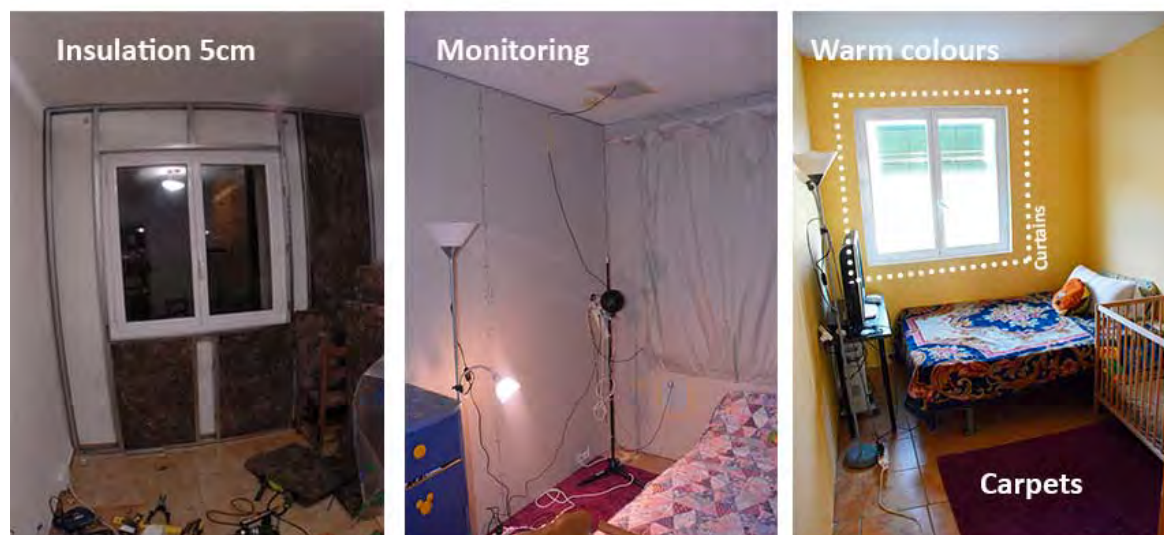 Insulation 5cm
Monitoring
Warm colours
Curtains
Carpets